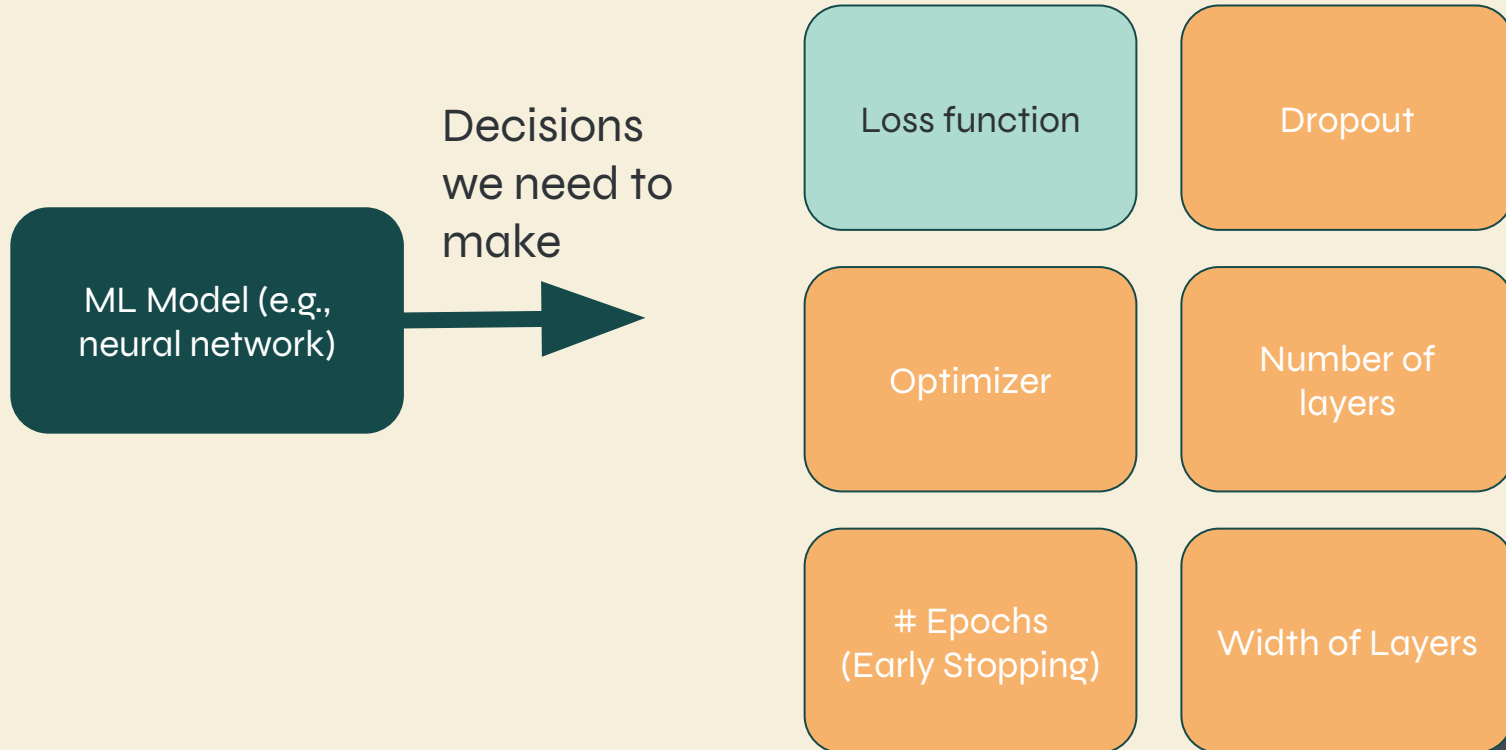 Decisions
we need to
make
ML Model (e.g.,
neural network)
Loss function
Dropout
Optimizer
Number of
layers
# Epochs
(Early Stopping)
Width of Layers